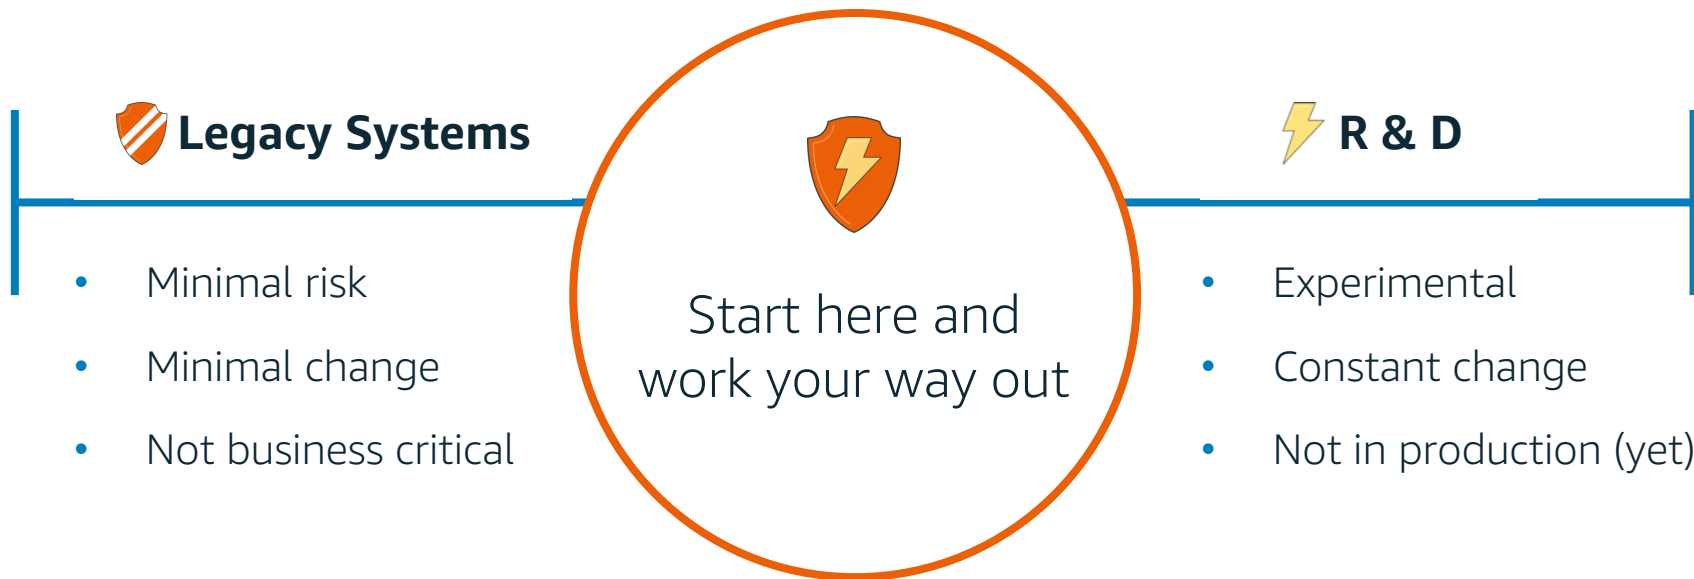 Legacy Systems
• Minimal risk
• Minimal change
• Not business critical
Start here and
work your way out
R & D
• Experimental
• Constant change
• Not in production (yet)